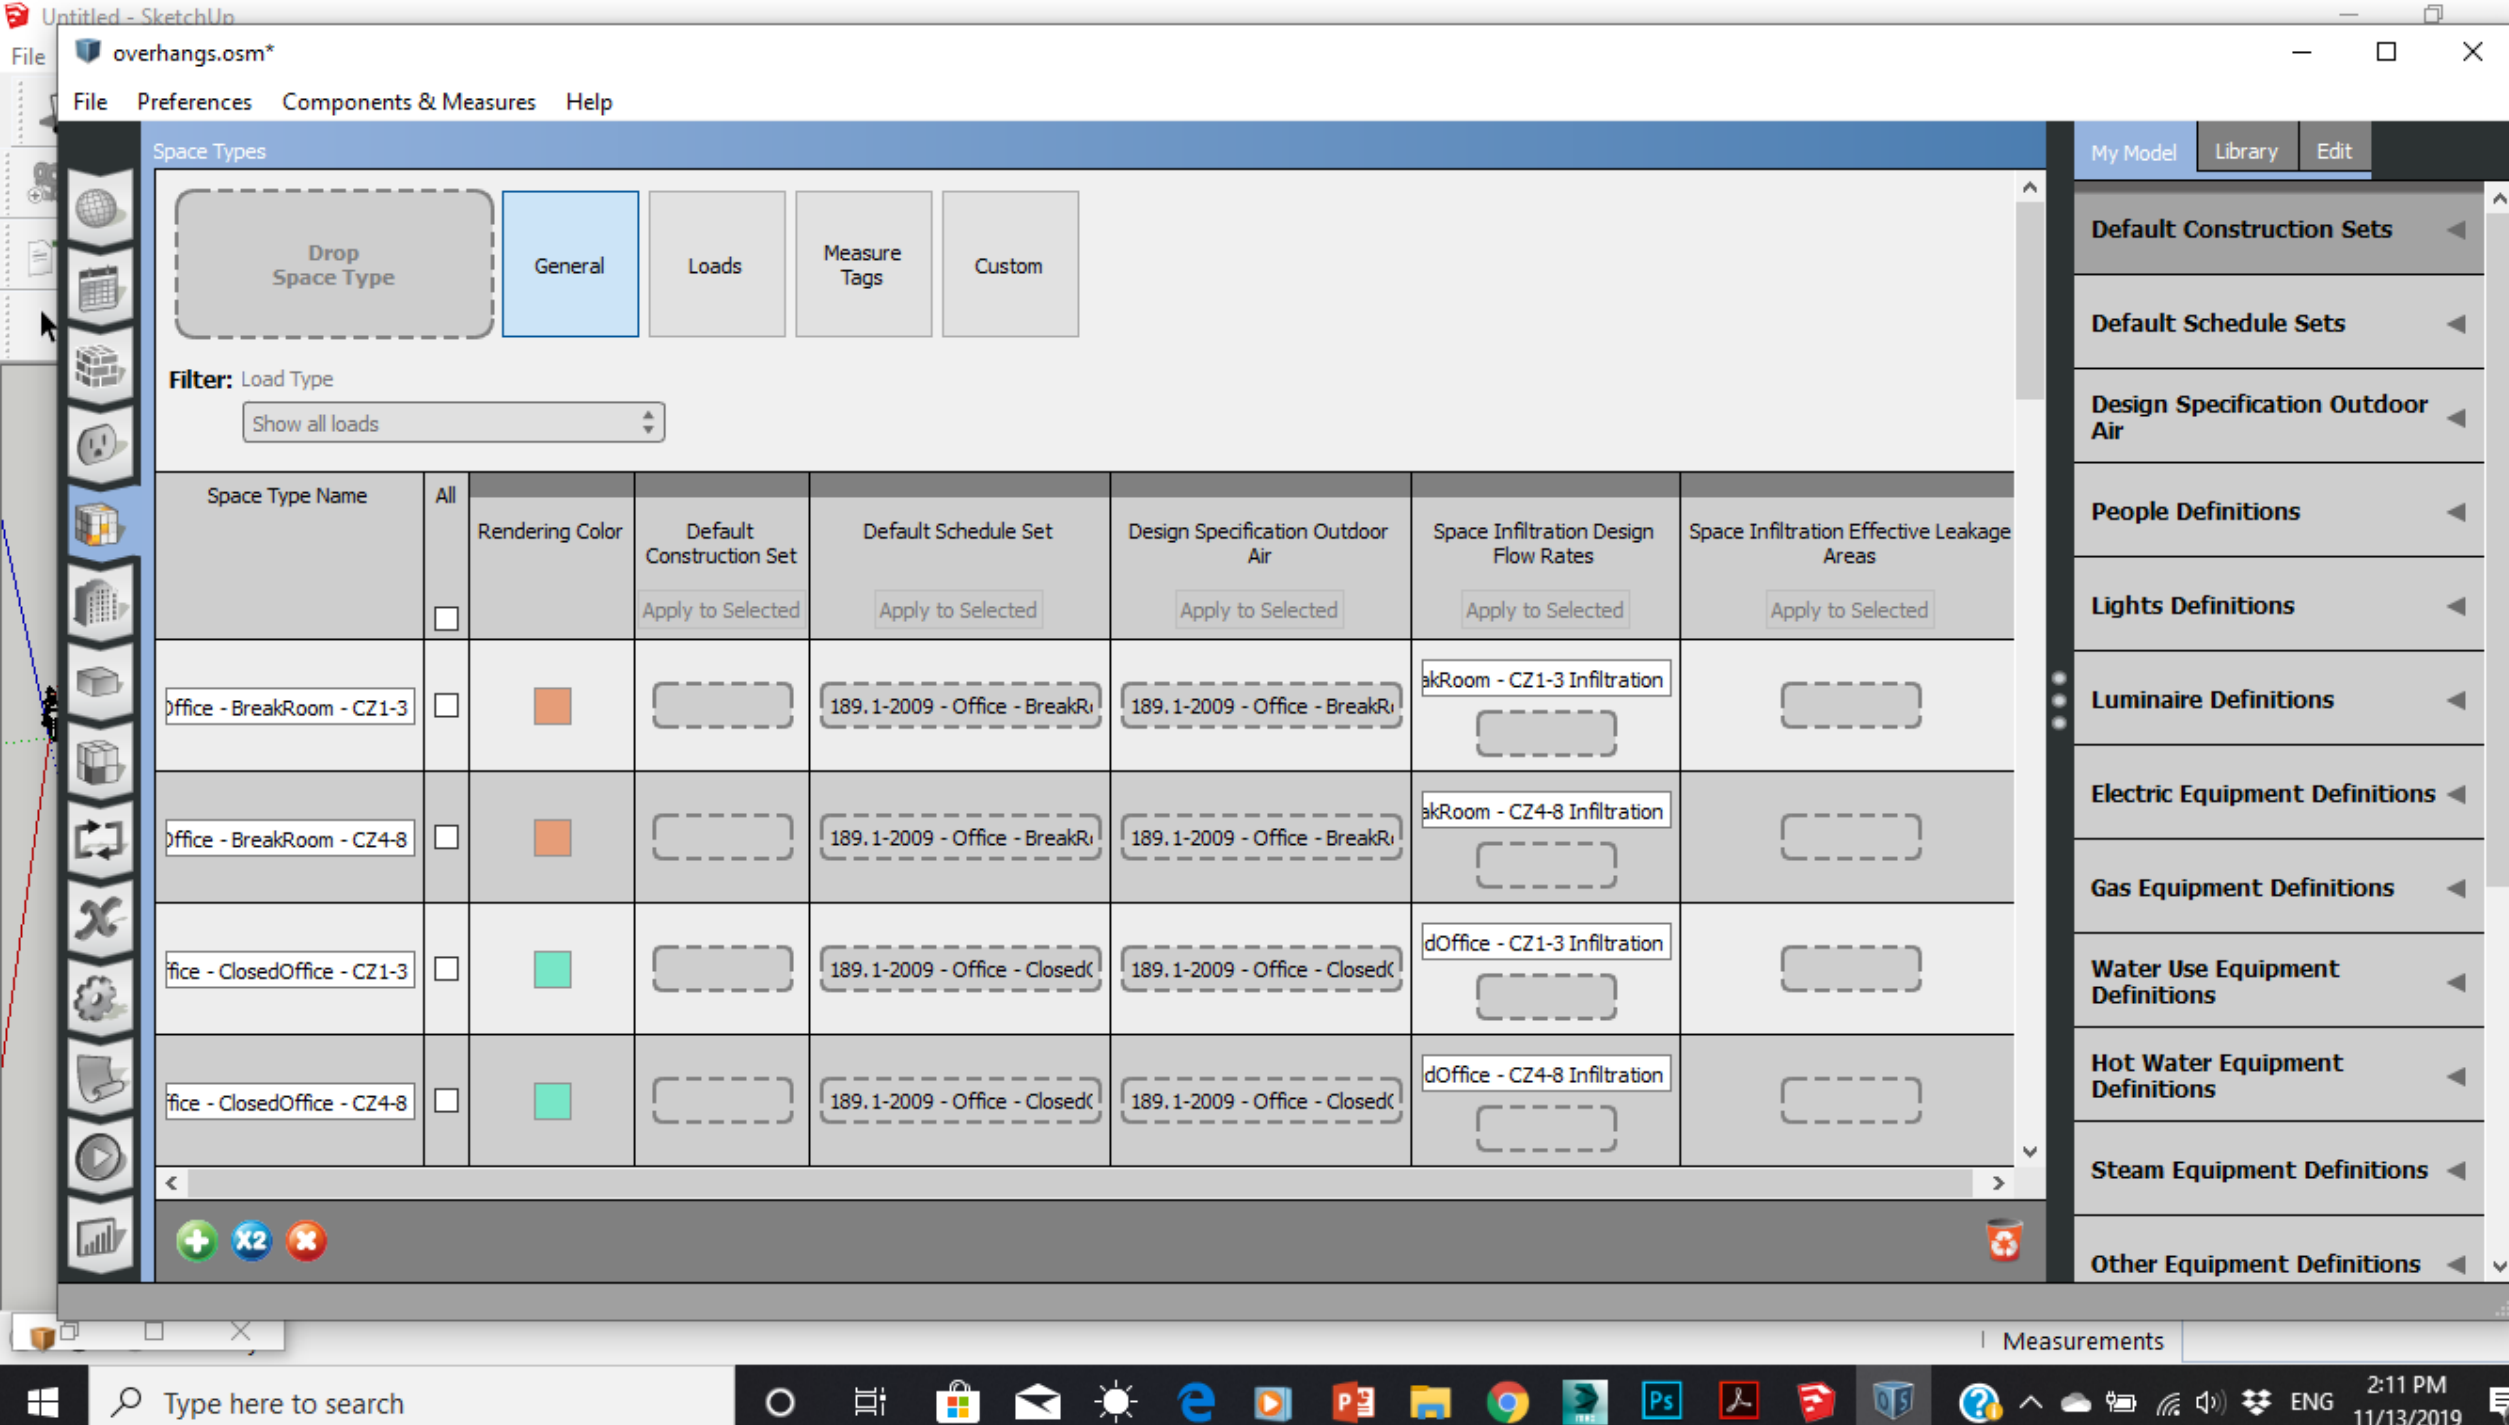 Untitled - SketchUp
File
overhangs.osm*
File Preferences Components & Measures Help
Space Types
My Model Library Edit
Drop
Space Type
General
Loads
Measure
Tags
Custom
Filter: Load Type
Show all loads
Space Type Name
All
Rendering Color
Default
Construction Set
Apply to Selected
Default Schedule Set
Apply to Selected
Design Specification Outdoor
Air
Apply to Selected
Space Infiltration Design
Flow Rates
Apply to Selected
Space Infiltration Effective Leakage
Areas
Apply to Selected
Office - BreakRoom - CZ1-3
189.1-2009 - Office - BreakR
189.1-2009 - Office - BreakR
akRoom - CZ1-3 Infiltration
Office - BreakRoom - CZ4-8
189.1-2009 - Office - BreakR
189.1-2009 - Office - BreakR
akRoom - CZ4-8 Infiltration
fice - ClosedOffice - CZ1-3
189.1-2009 - Office - Closed
189.1-2009 - Office - Closed
dOffice - CZ1-3 Infiltration
fice - ClosedOffice - CZ4-8
189.1-2009 - Office - Closed
189.1-2009 - Office - Closed
dOffice - CZ4-8 Infiltration
X2
Default Construction Sets
Default Schedule Sets
Design Specification Outdoor
Air
People Definitions
Lights Definitions
Luminaire Definitions
Electric Equipment Definitions
Gas Equipment Definitions
Water Use Equipment
Definitions
Hot Water Equipment
Definitions
Steam Equipment Definitions
Other Equipment Definitions
Measurements
Type here to search
Ps
ENG
2:11 PM
11/13/2019